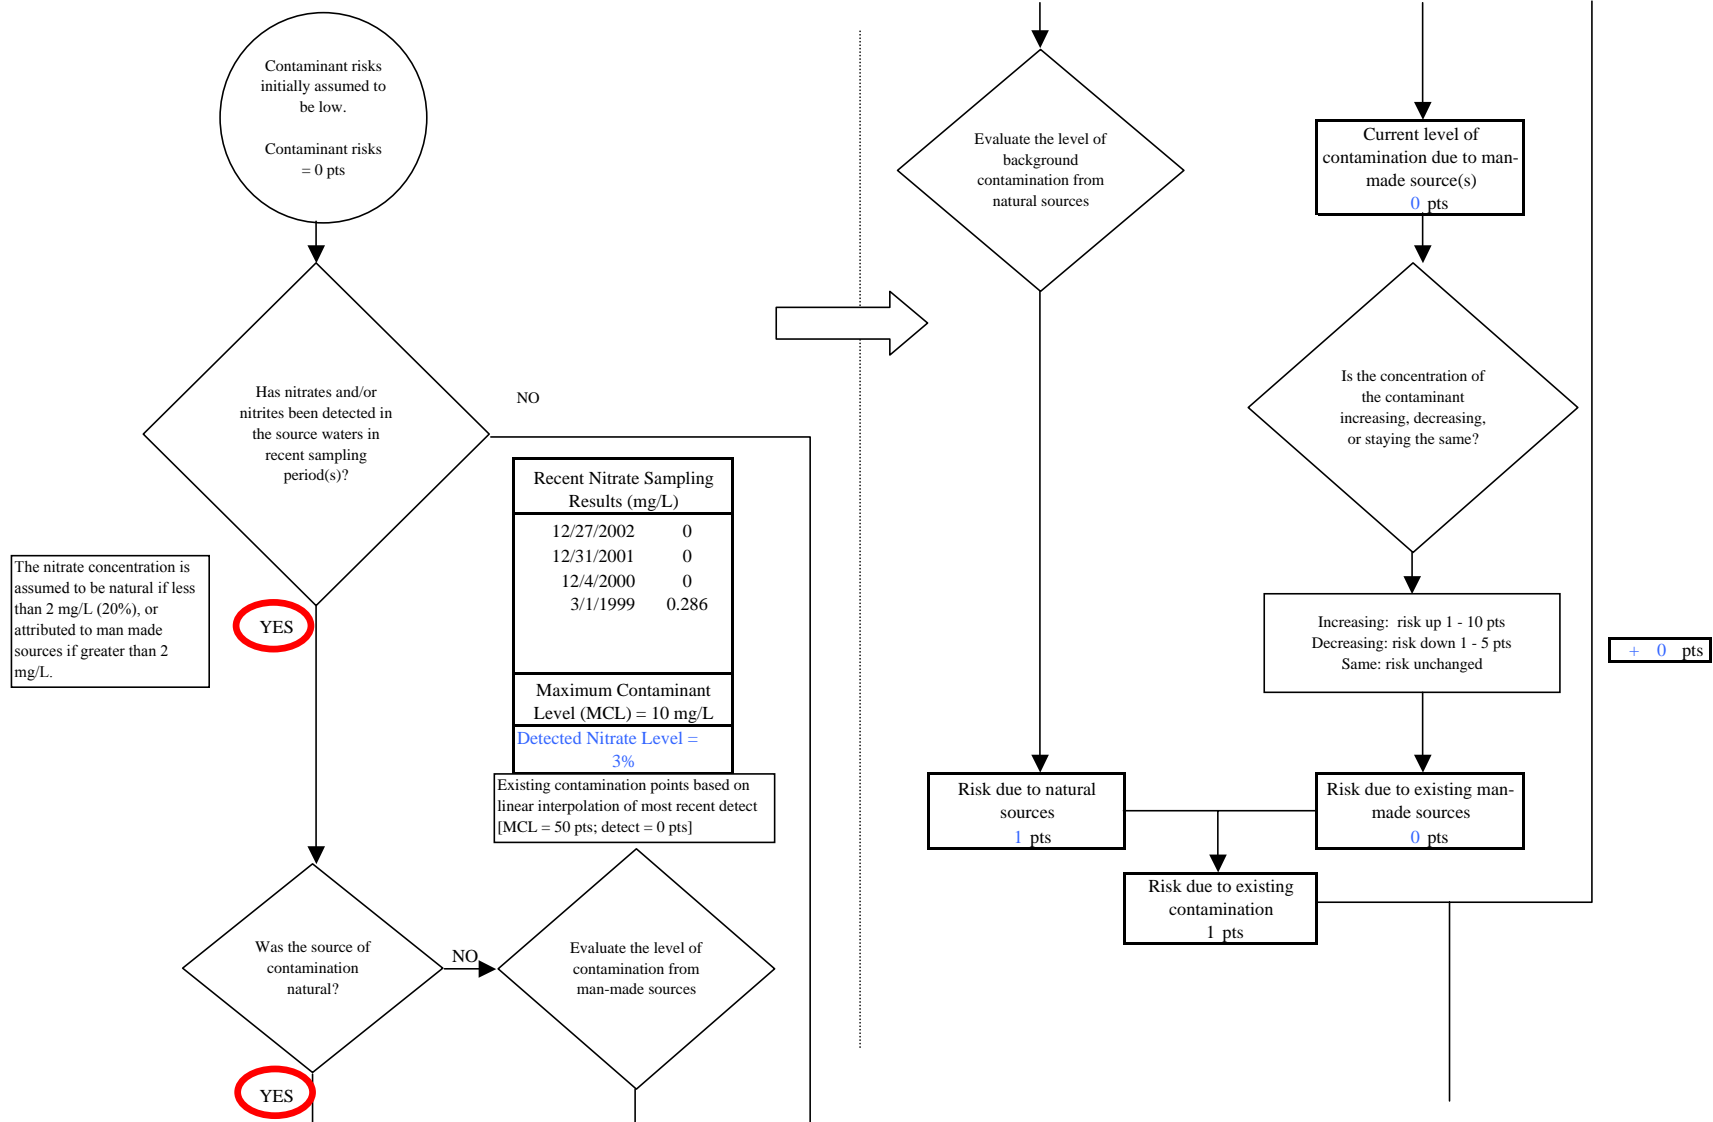 Contaminant risks
initially assumed to
be low.
Contaminant risks
= 0 pts
Has nitrates and/or
nitrites been detected in
the source waters in
recent sampling
period(s)?
NO
Recent Nitrate Sampling
Results (mg/L)
12/27/2002 0
12/31/2001 0
12/4/2000 0
3/1/1999 0.286
Maximum Contaminant
Level (MCL) = 10 mg/L
Detected Nitrate Level =
3%
Existing contamination points based on
linear interpolation of most recent detect
[MCL = 50 pts; detect = 0 pts]
The nitrate concentration is
assumed to be natural if less
than 2 mg/L (20%), or
attributed to man made
sources if greater than 2
mg/L.
YES
Was the source of
contamination
natural?
NO
Evaluate the level of
contamination from
man-made sources
YES
Evaluate the level of
background
contamination from
natural sources
Current level of
contamination due to man-
made source(s)
0 pts
Is the concentration of
the contaminant
increasing, decreasing,
or staying the same?
Increasing: risk up 1 - 10 pts
Decreasing: risk down 1 - 5 pts
Same: risk unchanged
+ 0 pts
Risk due to natural
sources
1 pts
Risk due to existing man-
made sources
0 pts
Risk due to existing
contamination
1 pts